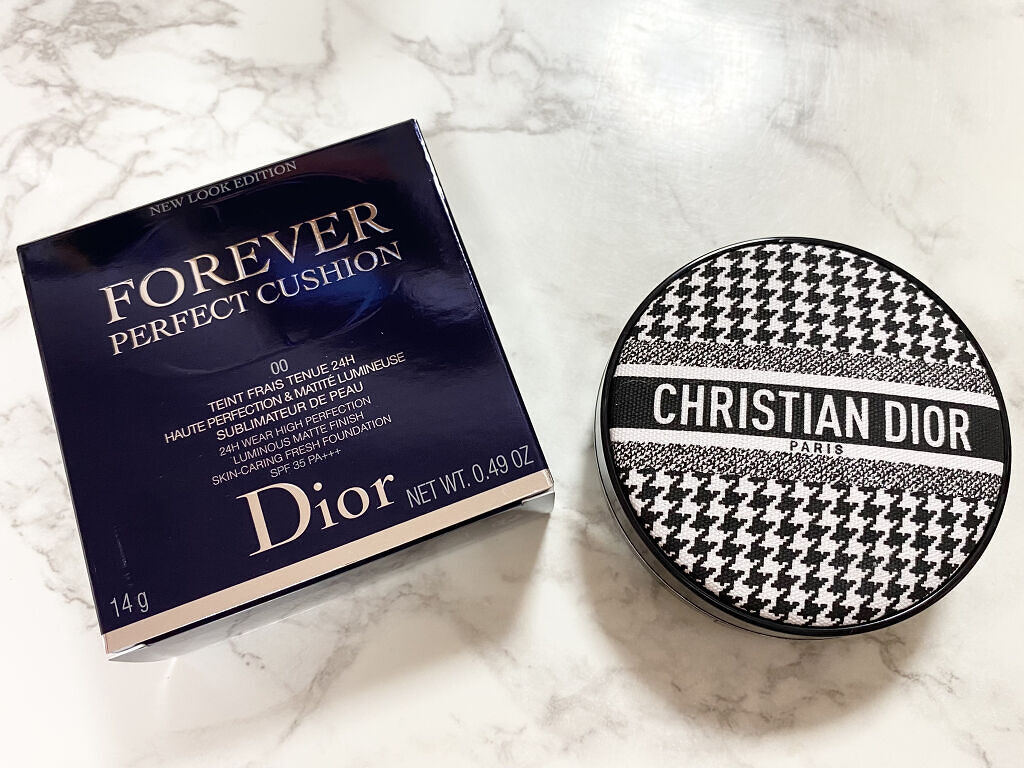 NEW LOOK EDITION
FOREVER
PERFECT CUSHION
00
TEINT FRAIS TENUE 24H
HAUTE PERFECTION & MATITÉ LUMINEUSE
SUBLIMATEUR DE PEAU
24H WEAR HIGH PERFECTION
LUMINOUS MATTE FINISH
SKIN-CARING FRESH FOUNDATION
SPF 35 PA+++
Dior
NET WT. 0.49 OZ
14 g
CHRISTIAN DIOR
PARIS